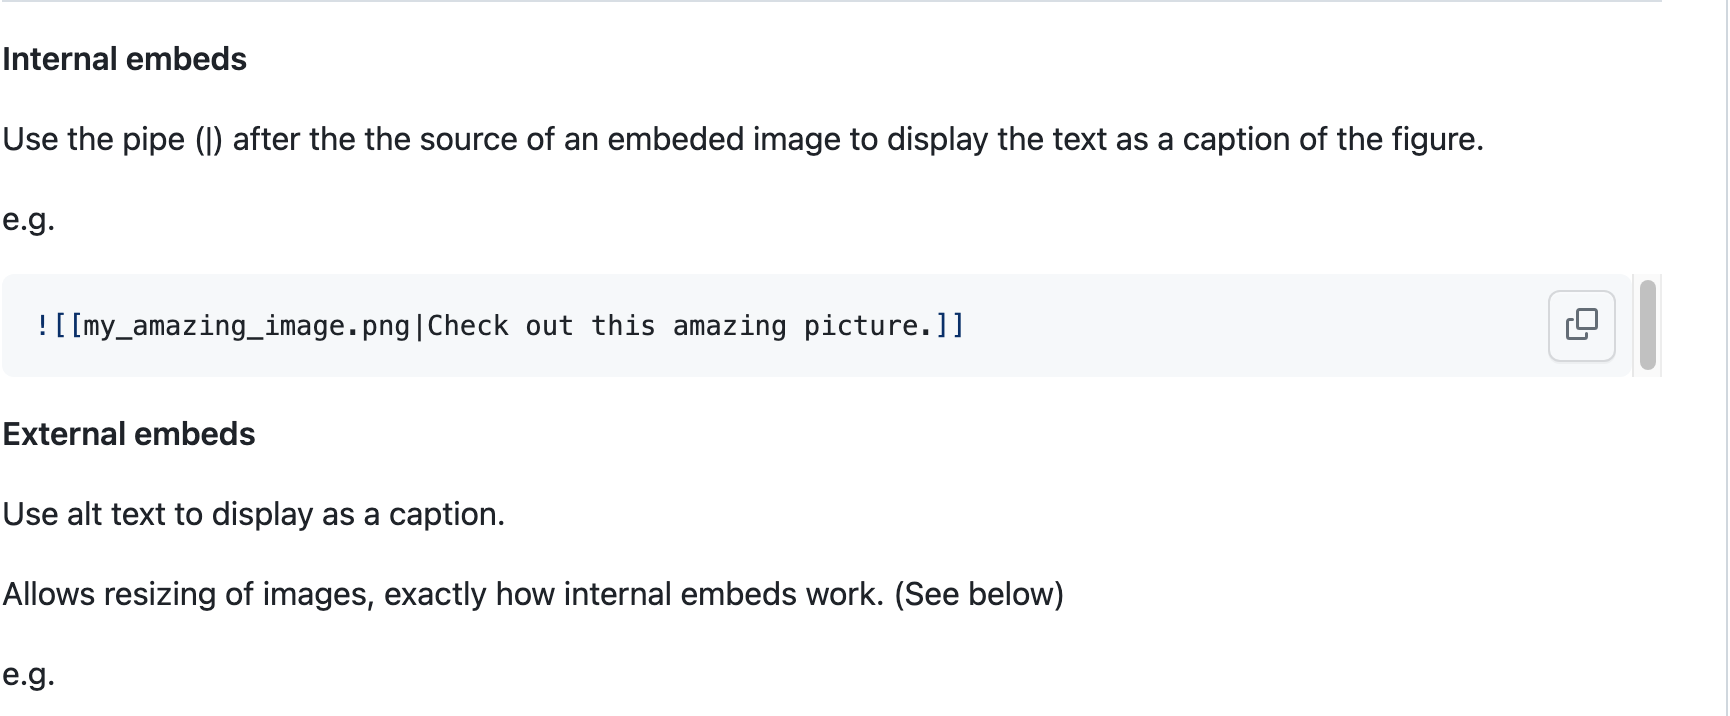 Internal embeds
Use the pipe (|) after the the source of an embeded image to display the text as a caption of the figure.
e.g.
![[my_amazing_image.png|Check out this amazing picture.]]
External embeds
Use alt text to display as a caption.
Allows resizing of images, exactly how internal embeds work. (See below)
e.g.